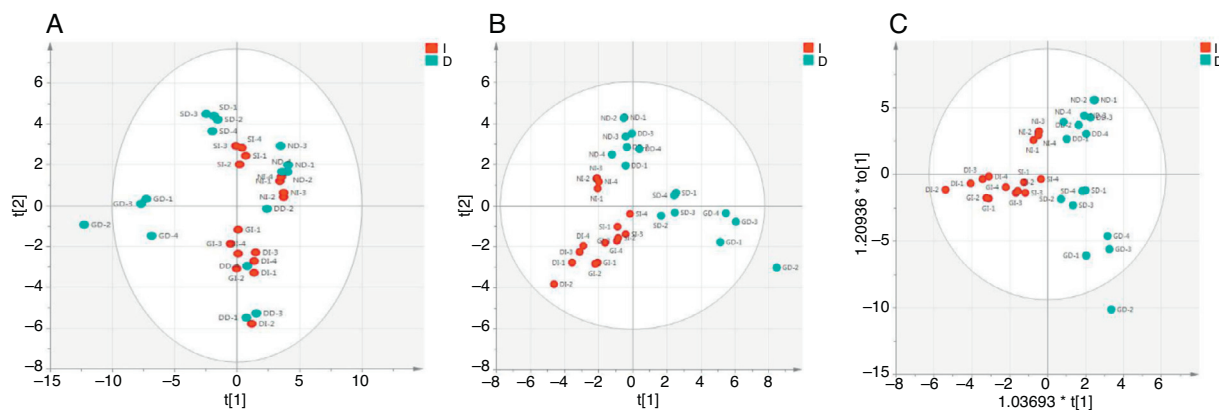 A
I
D
6
4
2
0
–2
–4
–6
–8
–15
–10
–5
0
5
10
t[2]
t[1]
SD-3
SD-1
SD-2
SD-4
SI-3
SI-4
SI-1
SI-2
ND-3
ND-1
ND-2
NI-1
NI-3
NI-2
DD-2
GD-1
GD-3
GD-2
GD-4
GI-1
GI-3
DI-3
DI-4
DI-1
GI-2
DD-1
DD-3
DI-2
B
I
D
6
4
2
0
–2
–4
–6
–8
–8
–6
–4
–2
0
2
4
6
8
t[2]
t[1]
ND-2
ND-1
ND-3
DD-3
DD-2
ND-4
DD-1
NI-3
NI-4
NI-1
SD-4
SD-1
SD-3
SD-2
GD-4
GD-3
GD-1
GD-2
SI-4
SI-1
DI-4
DI-3
GI-4
DI-1
GI-1
GI-2
DI-2
C
I
D
5
0
–5
–10
–15
–8
–6
–4
–2
0
2
4
6
1.20936 * to[1]
1.03693 * t[1]
ND-2
ND-1
ND-4
DD-4
DD-1
NI-3
NI-2
NI-4
DI-3
DI-4
DI-1
DI-2
GI-4
GI-2
GI-1
GI-3
SI-1
SI-4
SI-3
SD-4
SD-1
SD-2
SD-3
GD-4
GD-3
GD-1
GD-2